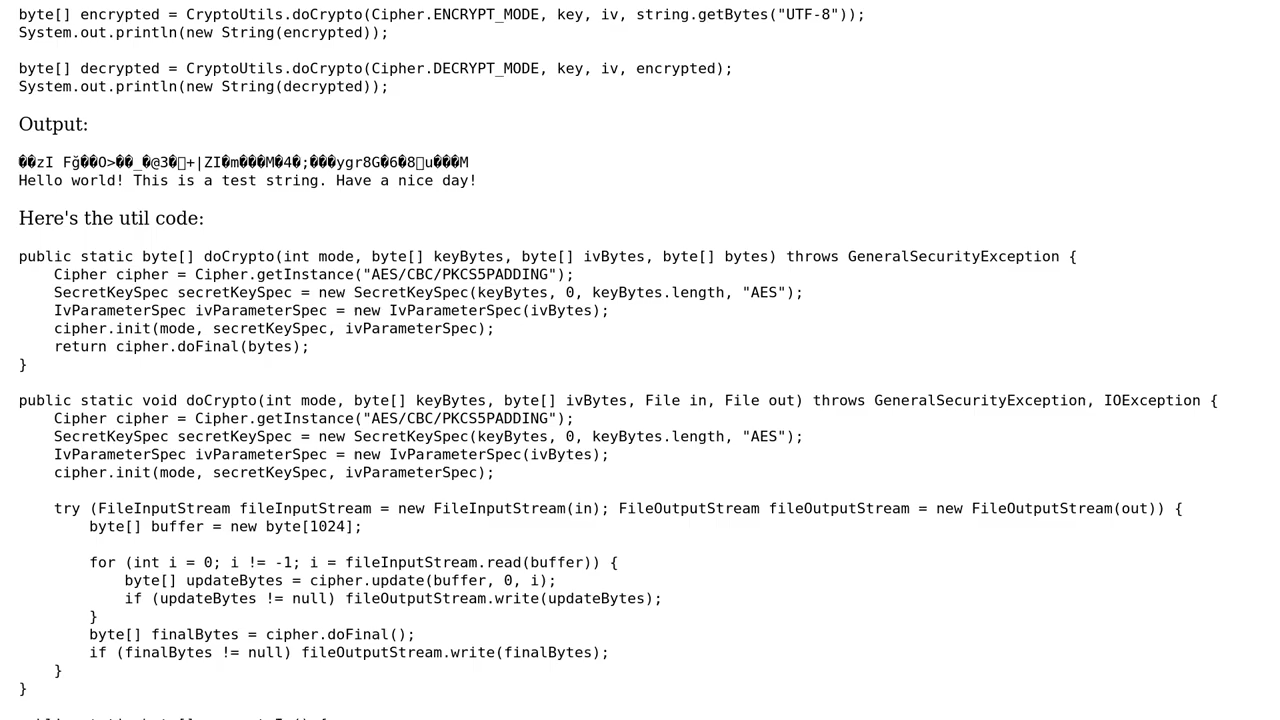 byte[] encrypted = CryptoUtils.doCrypto(Cipher.ENCRYPT_MODE, key, iv, string.getBytes("UTF-8"));
System.out.println(new String(encrypted));

byte[] decrypted = CryptoUtils.doCrypto(Cipher.DECRYPT_MODE, key, iv, encrypted);
System.out.println(new String(decrypted));

Output:

��zI Fğ��O>��_�@3�▯+|ZI�m���M�4�;���ygr8G�6�8▯u���M
Hello world! This is a test string. Have a nice day!

Here's the util code:

public static byte[] doCrypto(int mode, byte[] keyBytes, byte[] ivBytes, byte[] bytes) throws GeneralSecurityException {
    Cipher cipher = Cipher.getInstance("AES/CBC/PKCS5PADDING");
    SecretKeySpec secretKeySpec = new SecretKeySpec(keyBytes, 0, keyBytes.length, "AES");
    IvParameterSpec ivParameterSpec = new IvParameterSpec(ivBytes);
    cipher.init(mode, secretKeySpec, ivParameterSpec);
    return cipher.doFinal(bytes);
}

public static void doCrypto(int mode, byte[] keyBytes, byte[] ivBytes, File in, File out) throws GeneralSecurityException, IOException {
    Cipher cipher = Cipher.getInstance("AES/CBC/PKCS5PADDING");
    SecretKeySpec secretKeySpec = new SecretKeySpec(keyBytes, 0, keyBytes.length, "AES");
    IvParameterSpec ivParameterSpec = new IvParameterSpec(ivBytes);
    cipher.init(mode, secretKeySpec, ivParameterSpec);

    try (FileInputStream fileInputStream = new FileInputStream(in); FileOutputStream fileOutputStream = new FileOutputStream(out)) {
        byte[] buffer = new byte[1024];

        for (int i = 0; i != -1; i = fileInputStream.read(buffer)) {
            byte[] updateBytes = cipher.update(buffer, 0, i);
            if (updateBytes != null) fileOutputStream.write(updateBytes);
        }
        byte[] finalBytes = cipher.doFinal();
        if (finalBytes != null) fileOutputStream.write(finalBytes);
    }
}